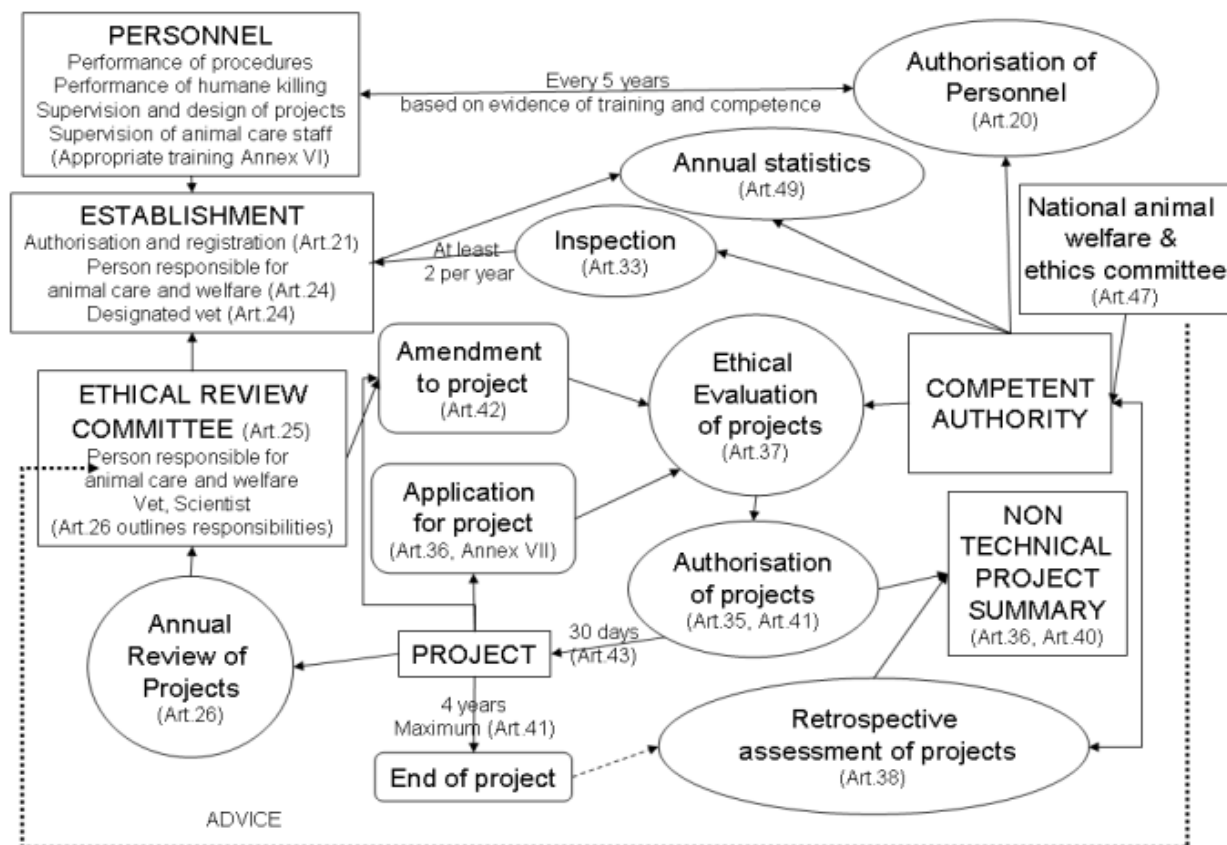 PERSONNEL
Performance of procedures
Performance of humane killing
Supervision and design of projects
Supervision of animal care staff
(Appropriate training Annex VI)
Every 5 years
based on evidence of training and competence
Authorisation of
Personnel
(Art.20)
Annual statistics
(Art.49)
ESTABLISHMENT
Authorisation and registration (Art.21)
Person responsible for
animal care and welfare (Art.24)
Designated vet (Art.24)
At least
2 per year
Inspection
(Art.33)
National animal
welfare &
ethics committee
(Art.47)
ETHICAL REVIEW
COMMITTEE (Art.25)
Person responsible for
animal care and welfare
Vet, Scientist
(Art.26 outlines responsibilities)
Amendment
to project
(Art.42)
Ethical
Evaluation
of projects
(Art.37)
COMPETENT
AUTHORITY
Application
for project
(Art.36, Annex VII)
Authorisation
of projects
(Art.35, Art.41)
NON
TECHNICAL
PROJECT
SUMMARY
(Art.36, Art.40)
Annual
Review of
Projects
(Art.26)
PROJECT
30 days
(Art.43)
4 years
Maximum (Art.41)
End of project
Retrospective
assessment of projects
(Art.38)
ADVICE